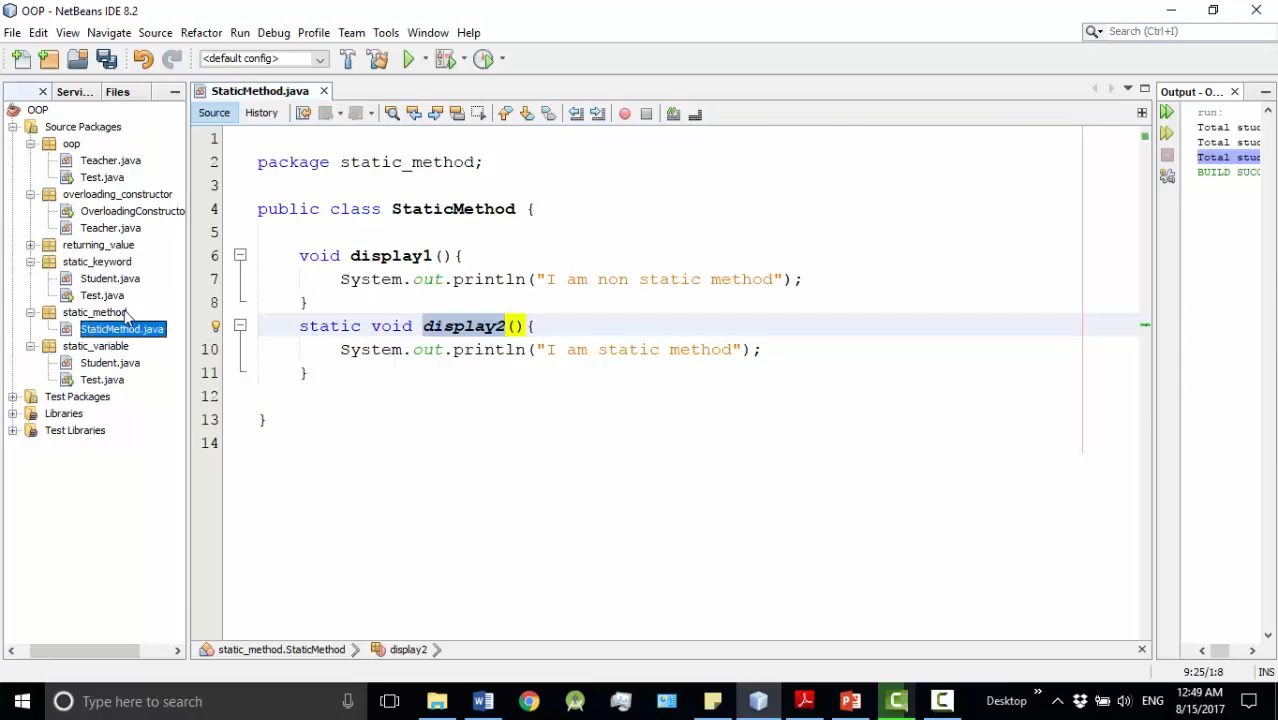 OOP - NetBeans IDE 8.2
File Edit View Navigate Source Refactor Run Debug Profile Team Tools Window Help
Search (Ctrl+I)
<default config>
Servi... Files
StaticMethod.java
Output - O...
Source History
OOP
Source Packages
oop
Teacher.java
Test.java
overloading_constructor
OverloadingConstructo
Teacher.java
returning_value
static_keyword
Student.java
Test.java
static_method
StaticMethod.java
static_variable
Student.java
Test.java
Test Packages
Libraries
Test Libraries
1
2 package static_method;
3
4 public class StaticMethod {
5
6 void display1(){
7 System.out.println("I am non static method");
8 }
static void display2(){
10 System.out.println("I am static method");
11 }
12
13 }
14
run:
Total stud
Total stud
Total stud
BUILD SUCC
static_method.StaticMethod display2
9:25/1:8 INS
Type here to search
Desktop
ENG
12:49 AM
8/15/2017